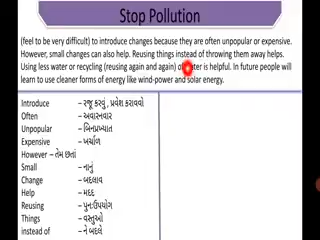 Stop Pollution
(feel to be very difficult) to introduce changes because they are often unpopular or expensive.
However, small changes can also help. Reusing things instead of throwing them away helps.
Using less water or recycling (reusing again and again) of water is helpful. In future people will
learn to use cleaner forms of energy like wind-power and solar energy.
Introduce – રજૂ કરવું , પ્રવેશ કરાવવો
Often – અવારનવાર
Unpopular – બિનપ્રખ્યાત
Expensive – ખર્ચાળ
However – તેમ છતાં
Small – નાનું
Change – બદલાવ
Help – મદદ
Reusing – પુનઃઉપયોગ
Things – વસ્તુઓ
instead of – ને બદલે